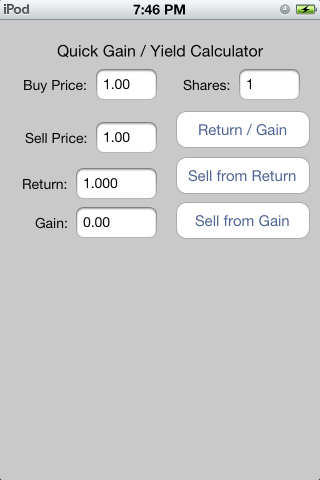 iPod 7:46 PM
Quick Gain / Yield Calculator
Buy Price: 1.00 Shares: 1
Sell Price: 1.00 Return / Gain
Return: 1.000 Sell from Return
Gain: 0.00 Sell from Gain